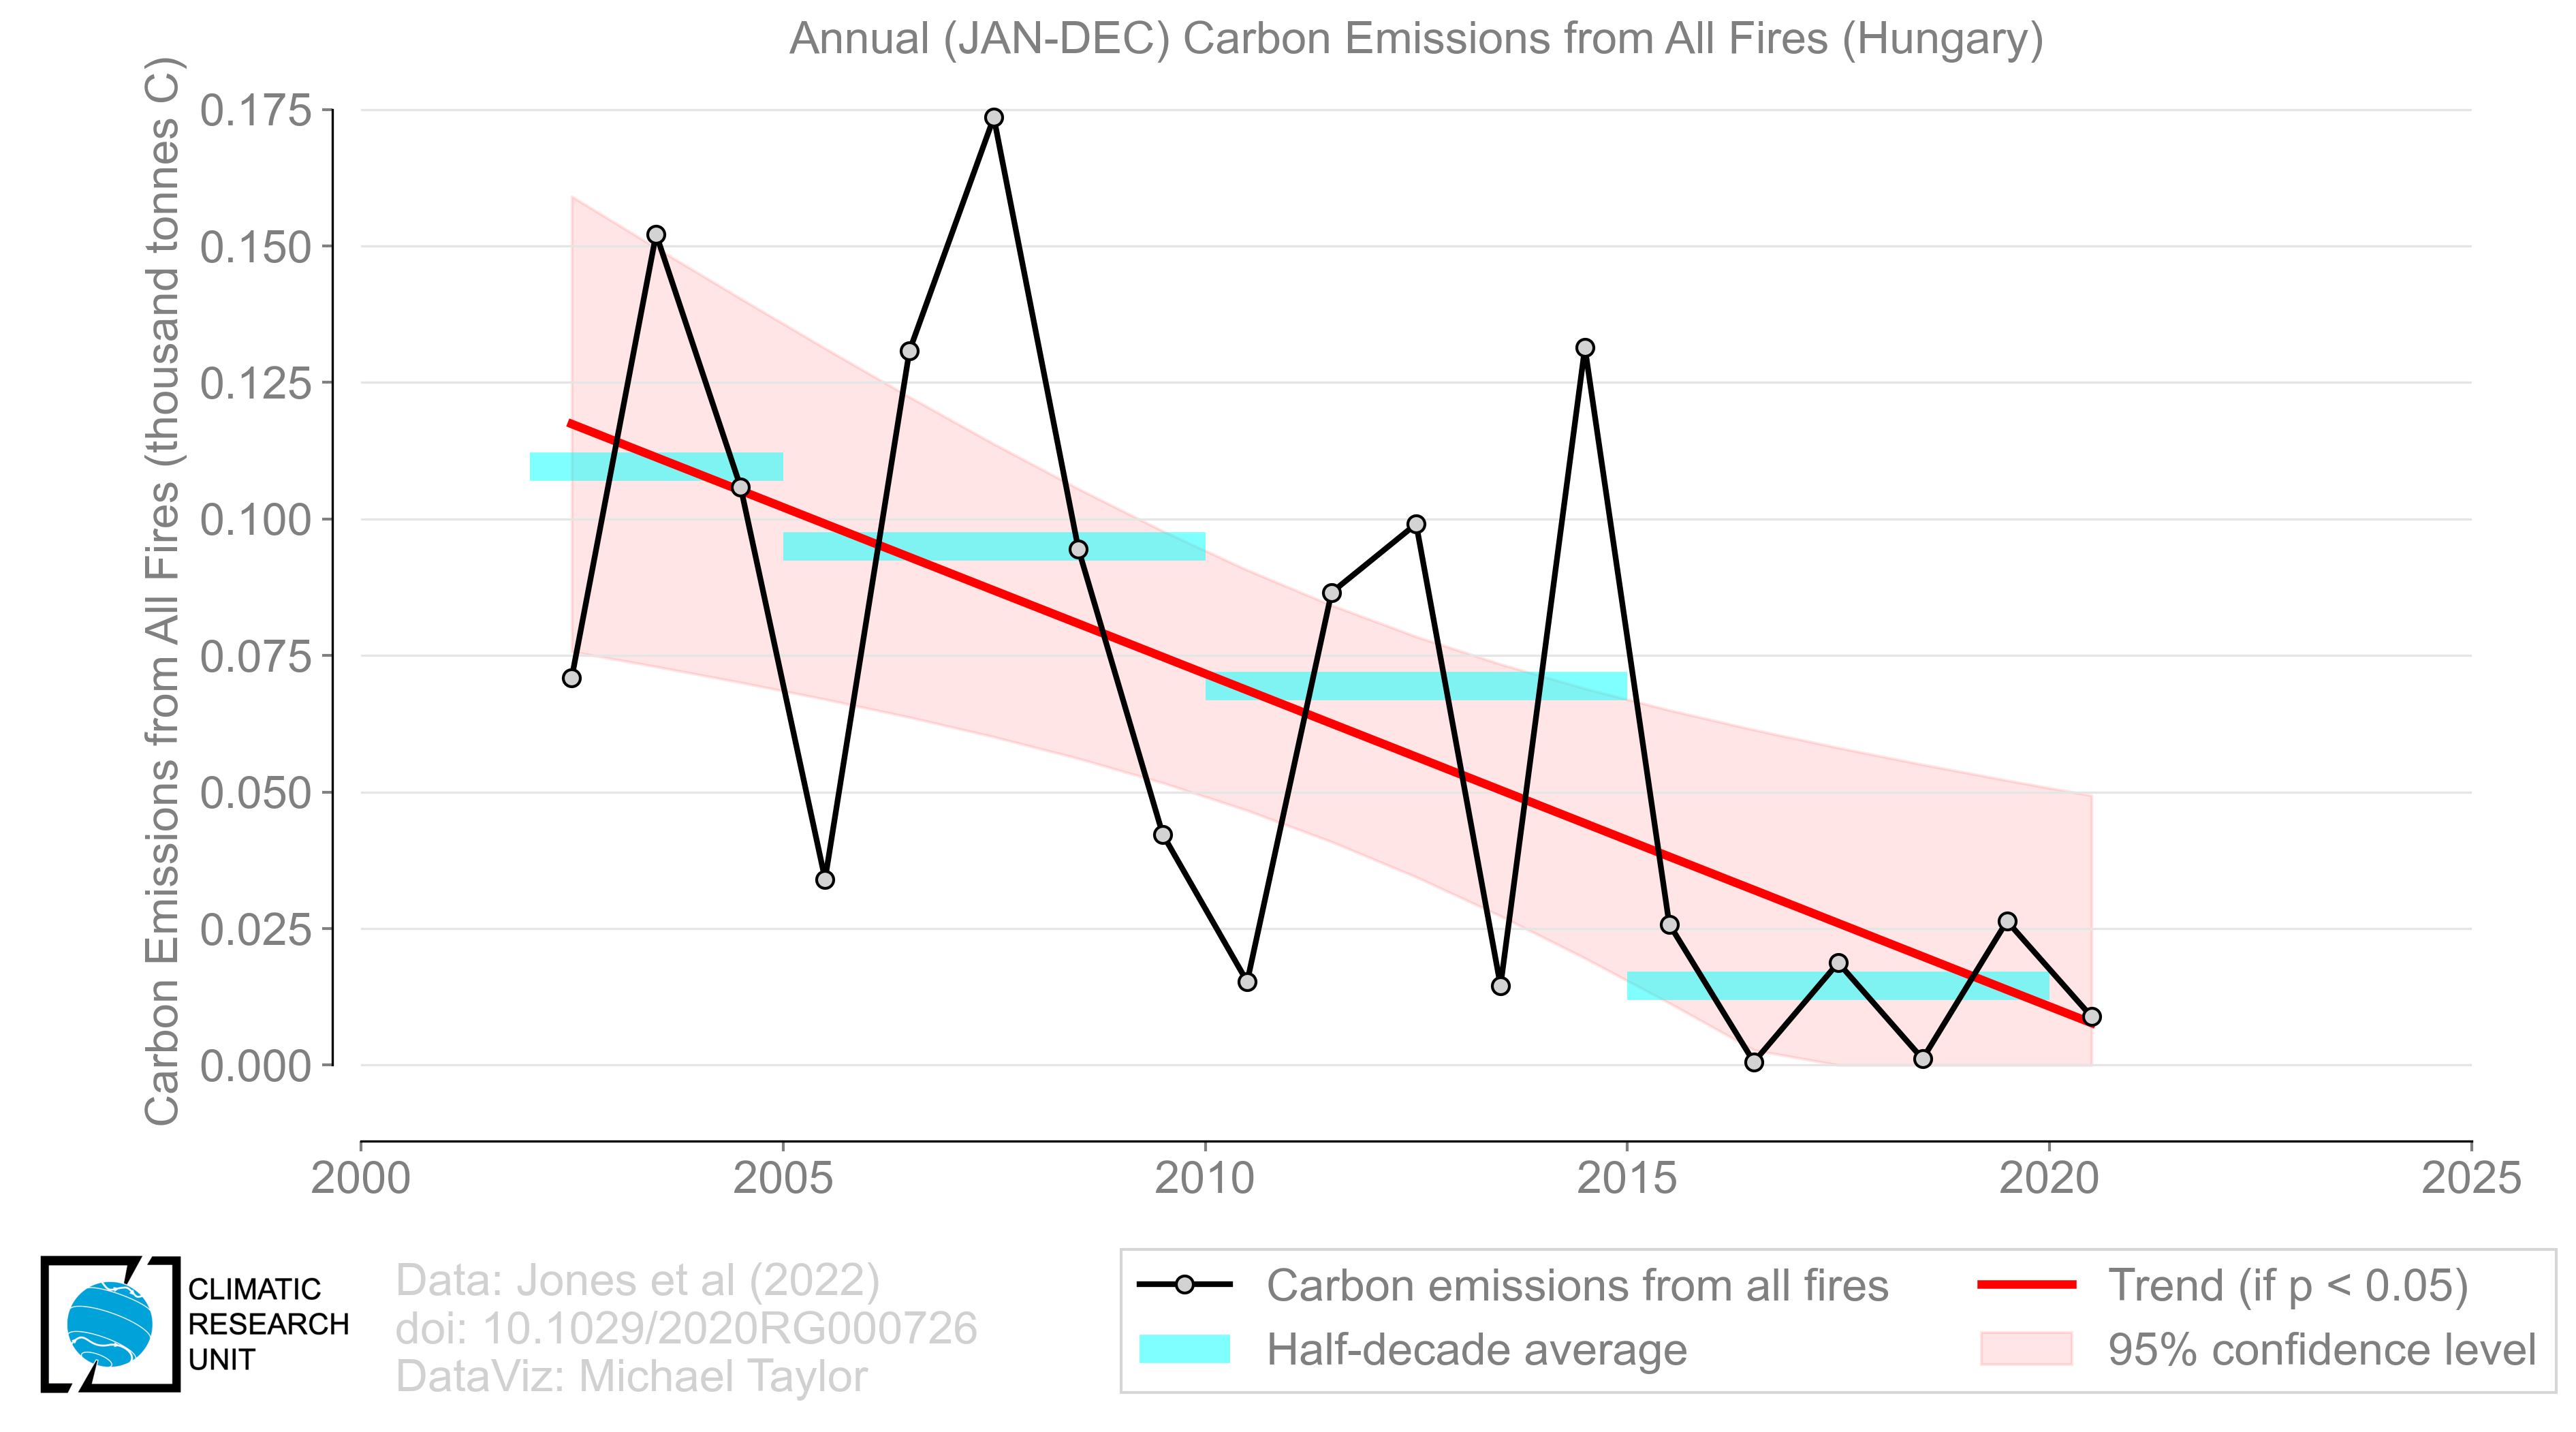 Annual (JAN-DEC) Carbon Emissions from All Fires (Hungary)
Carbon Emissions from All Fires (thousand tonnes C)
0.175
0.150
0.125
0.100
0.075
0.050
0.025
0.000
2000 2005 2010 2015 2020 2025
CLIMATIC
RESEARCH
UNIT
Data: Jones et al (2022)
doi: 10.1029/2020RG000726
DataViz: Michael Taylor
Carbon emissions from all fires
Half-decade average
Trend (if p < 0.05)
95% confidence level